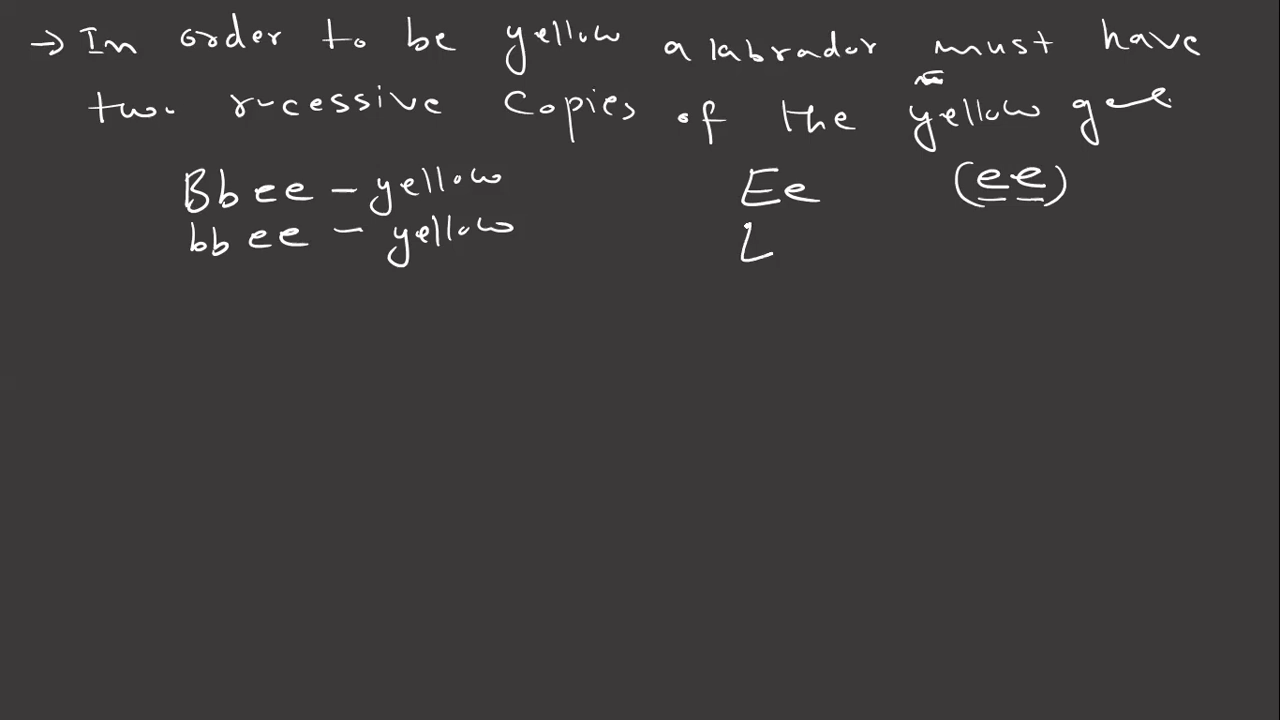 → In order to be yellow a labrador must have
two recessive copies of the yellow gene
Bbee - yellow Ee (ee)
bbee - yellow L